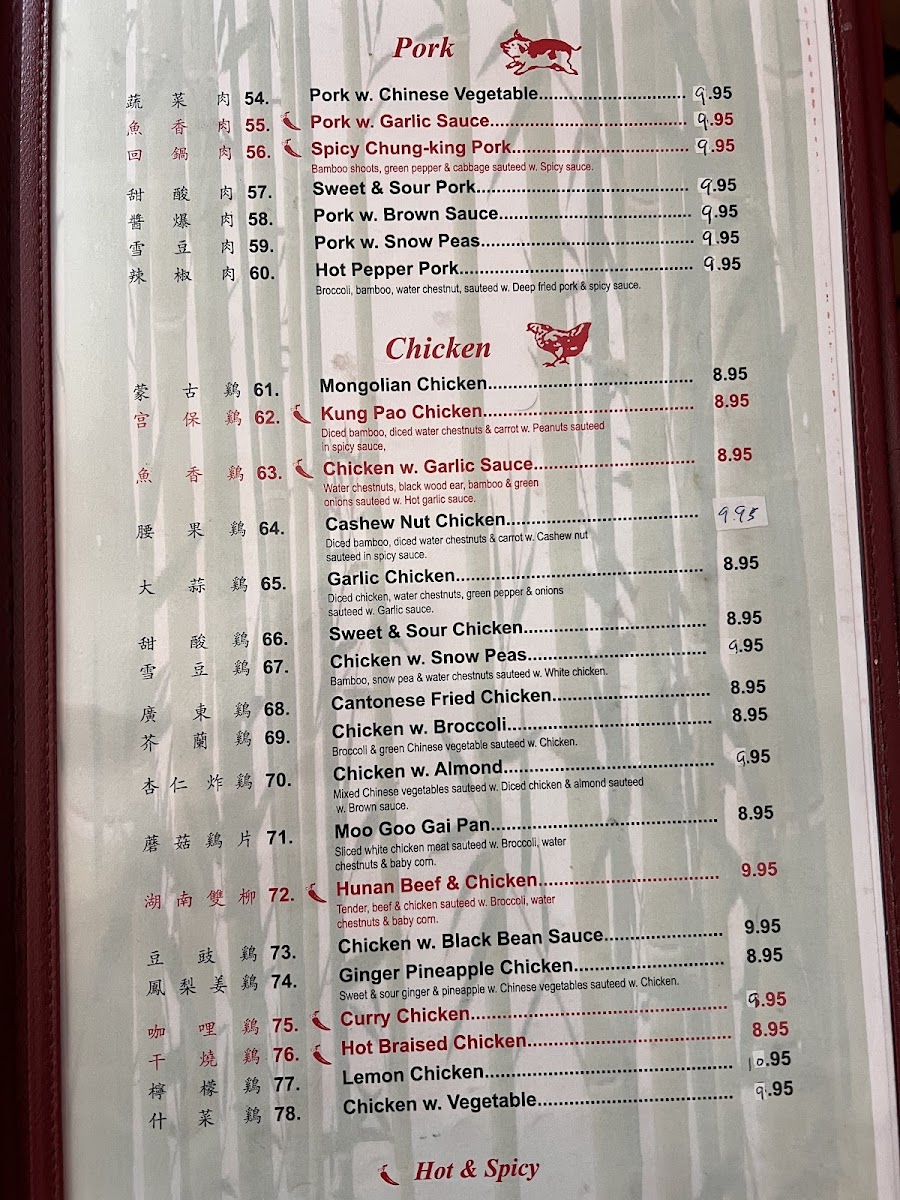 Pork
蔬菜肉 54. Pork w. Chinese Vegetable 9.95
魚香肉 55. Pork w. Garlic Sauce 9.95
回鍋肉 56. Spicy Chung-king Pork 9.95
Bamboo shoots, green pepper & cabbage sauteed w. Spicy sauce.
甜酸肉 57. Sweet & Sour Pork 9.95
醬爆肉 58. Pork w. Brown Sauce 9.95
雪豆肉 59. Pork w. Snow Peas 9.95
辣椒肉 60. Hot Pepper Pork 9.95
Broccoli, bamboo, water chestnut, sauteed w. Deep fried pork & spicy sauce.
Chicken
蒙古鷄 61. Mongolian Chicken 8.95
宮保鷄 62. Kung Pao Chicken 8.95
Diced bamboo, diced water chestnuts & carrot w. Peanuts sauteed
in spicy sauce,
魚香鷄 63. Chicken w. Garlic Sauce 8.95
Water chestnuts, black wood ear, bamboo & green
onions sauteed w. Hot garlic sauce.
腰果鷄 64. Cashew Nut Chicken 9.95
Diced bamboo, diced water chestnuts & carrot w. Cashew nut
sauteed in spicy sauce.
大蒜鷄 65. Garlic Chicken 8.95
Diced chicken, water chestnuts, green pepper & onions
sauteed w. Garlic sauce.
甜酸鷄 66. Sweet & Sour Chicken 8.95
雪豆鷄 67. Chicken w. Snow Peas 9.95
Bamboo, snow pea & water chestnuts sauteed w. White chicken.
廣東鷄 68. Cantonese Fried Chicken 8.95
芥蘭鷄 69. Chicken w. Broccoli 8.95
Broccoli & green Chinese vegetable sauteed w. Chicken.
杏仁炸鷄 70. Chicken w. Almond 9.95
Mixed Chinese vegetables sauteed w. Diced chicken & almond sauteed
w. Brown sauce.
蘑菇鷄片 71. Moo Goo Gai Pan 8.95
Sliced white chicken meat sauteed w. Broccoli, water
chestnuts & baby corn.
湖南雙柳 72. Hunan Beef & Chicken 9.95
Tender, beef & chicken sauteed w. Broccoli, water
chestnuts & baby corn.
豆豉鷄 73. Chicken w. Black Bean Sauce 9.95
鳳梨姜鷄 74. Ginger Pineapple Chicken 8.95
Sweet & sour ginger & pineapple w. Chinese vegetables sauteed w. Chicken.
咖哩鷄 75. Curry Chicken 9.95
干燒鷄 76. Hot Braised Chicken 8.95
檸檬鷄 77. Lemon Chicken 10.95
什菜鷄 78. Chicken w. Vegetable 9.95
Hot & Spicy